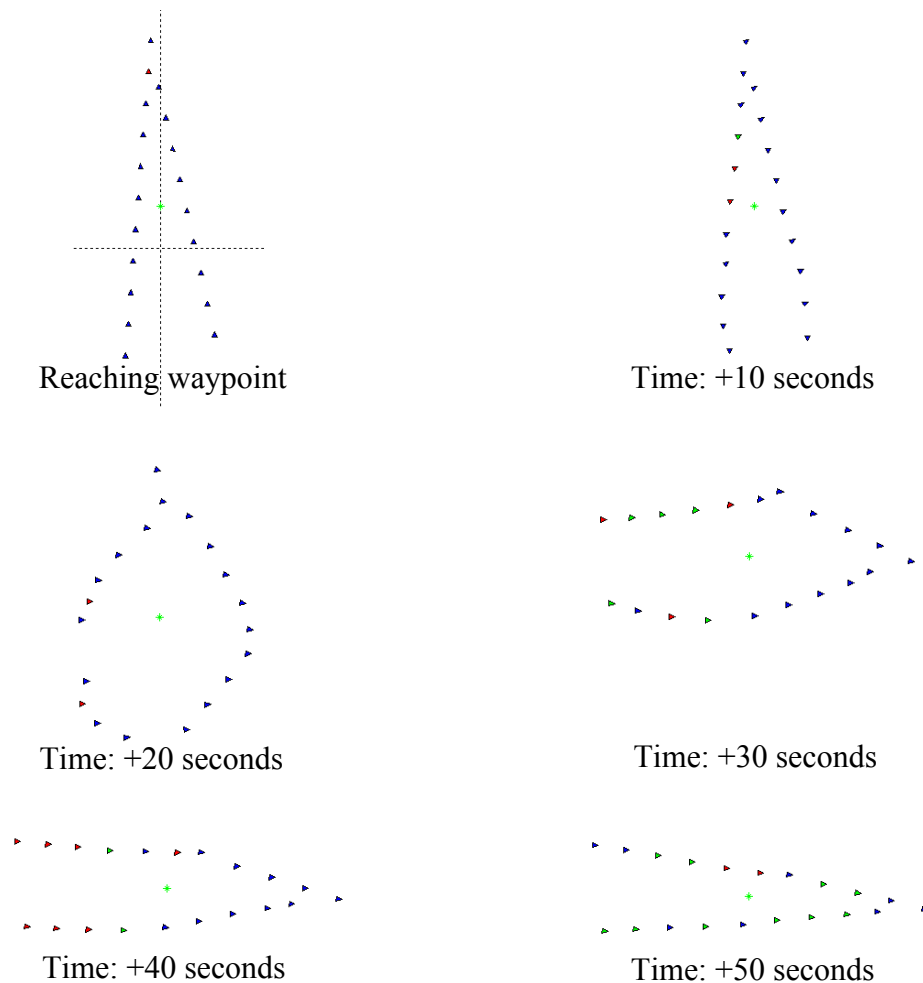 Reaching waypoint
Time: +10 seconds
Time: +20 seconds
Time: +30 seconds
Time: +40 seconds
Time: +50 seconds